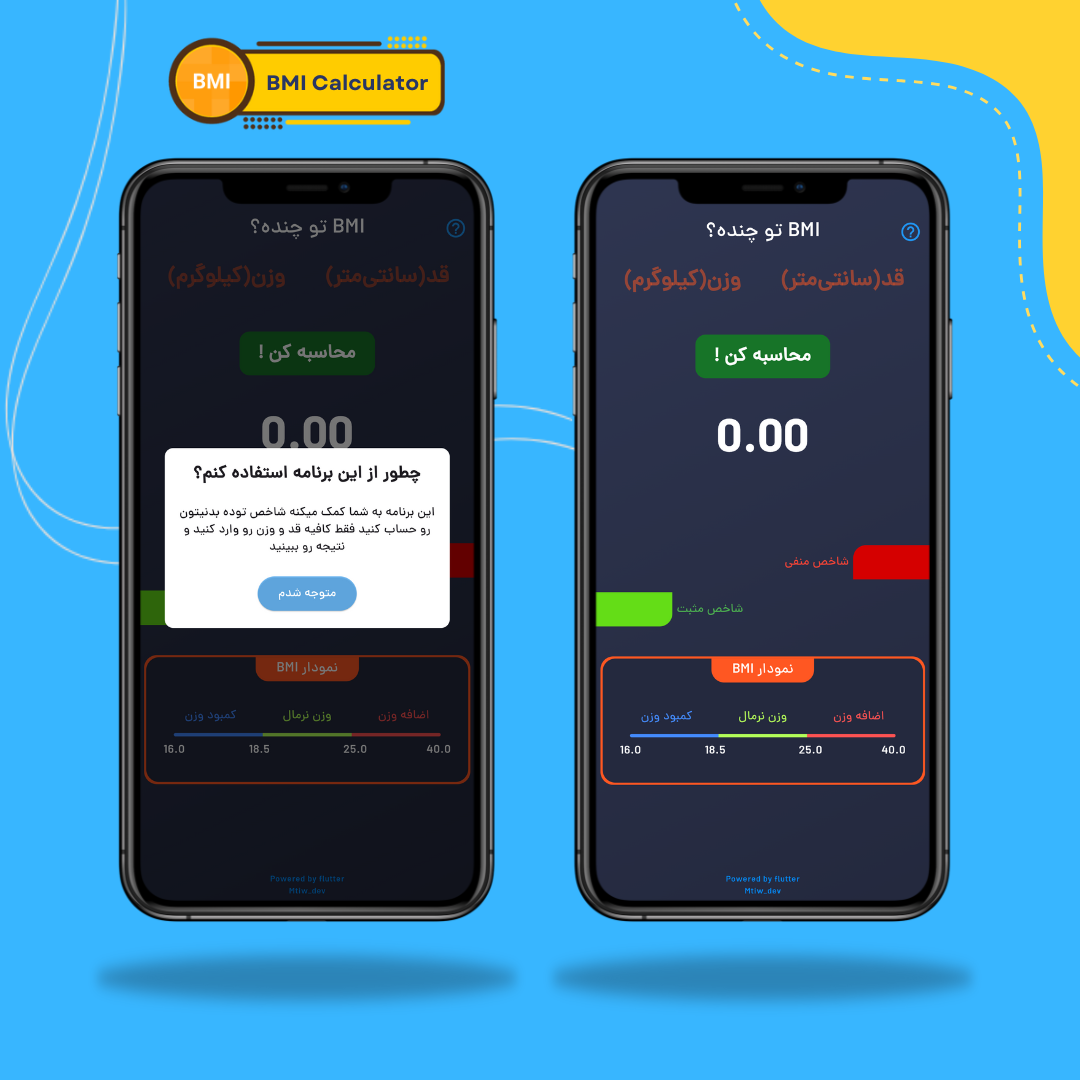 BMI
BMI Calculator
BMI تو چنده؟
قد(سانتی‌متر)
وزن(کیلوگرم)
محاسبه کن !
0.00
چطور از این برنامه استفاده کنم؟
این برنامه به شما کمک میکنه شاخص توده بدنیتون
رو حساب کنید فقط کافیه قد و وزن رو وارد کنید و
نتیجه رو ببینید
متوجه شدم
نمودار BMI
اضافه وزن
وزن نرمال
کمبود وزن
16.0 18.5 25.0 40.0
Powered by flutter
Mtiw_dev
BMI تو چنده؟
قد(سانتی‌متر)
وزن(کیلوگرم)
محاسبه کن !
0.00
شاخص منفی
شاخص مثبت
نمودار BMI
اضافه وزن
وزن نرمال
کمبود وزن
16.0 18.5 25.0 40.0
Powered by flutter
Mtiw_dev